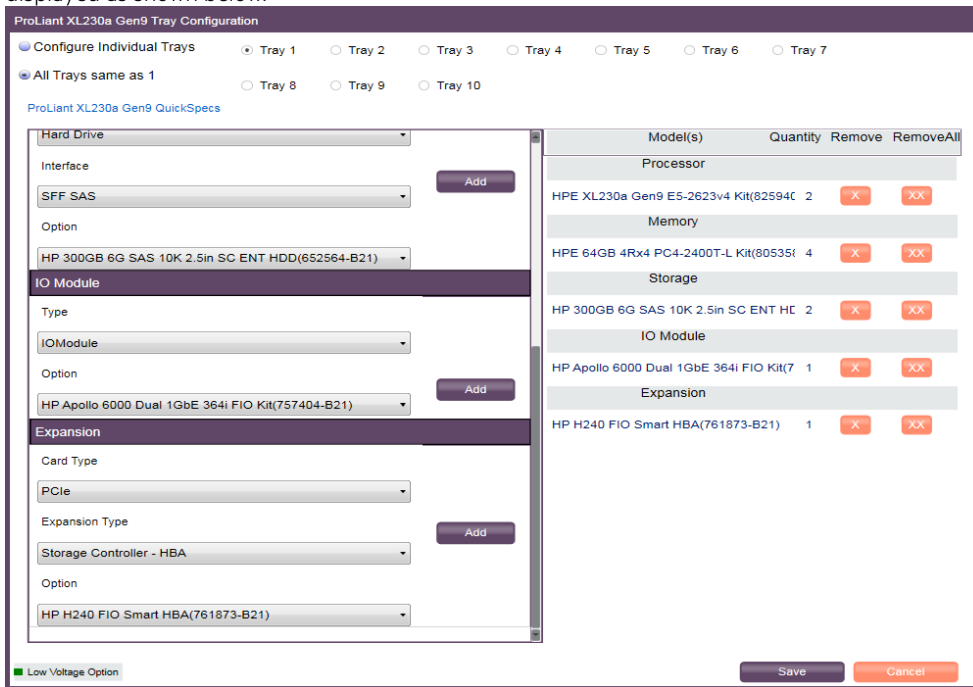 ProLiant XL230a Gen9 Tray Configuration
Configure Individual Trays
Tray 1 Tray 2 Tray 3 Tray 4 Tray 5 Tray 6 Tray 7
All Trays same as 1
Tray 8 Tray 9 Tray 10
ProLiant XL230a Gen9 QuickSpecs
Hard Drive
Interface
Add
SFF SAS
Option
HP 300GB 6G SAS 10K 2.5in SC ENT HDD(652564-B21)
IO Module
Type
IOModule
Option
Add
HP Apollo 6000 Dual 1GbE 364i FIO Kit(757404-B21)
Expansion
Card Type
PCIe
Expansion Type
Add
Storage Controller - HBA
Option
HP H240 FIO Smart HBA(761873-B21)
Model(s) Quantity Remove RemoveAll
Processor
HPE XL230a Gen9 E5-2623v4 Kit(825940 2 X XX
Memory
HPE 64GB 4Rx4 PC4-2400T-L Kit(805358 4 X XX
Storage
HP 300GB 6G SAS 10K 2.5in SC ENT HD 2 X XX
IO Module
HP Apollo 6000 Dual 1GbE 364i FIO Kit(7 1 X XX
Expansion
HP H240 FIO Smart HBA(761873-B21) 1 X XX
Low Voltage Option
Save Cancel